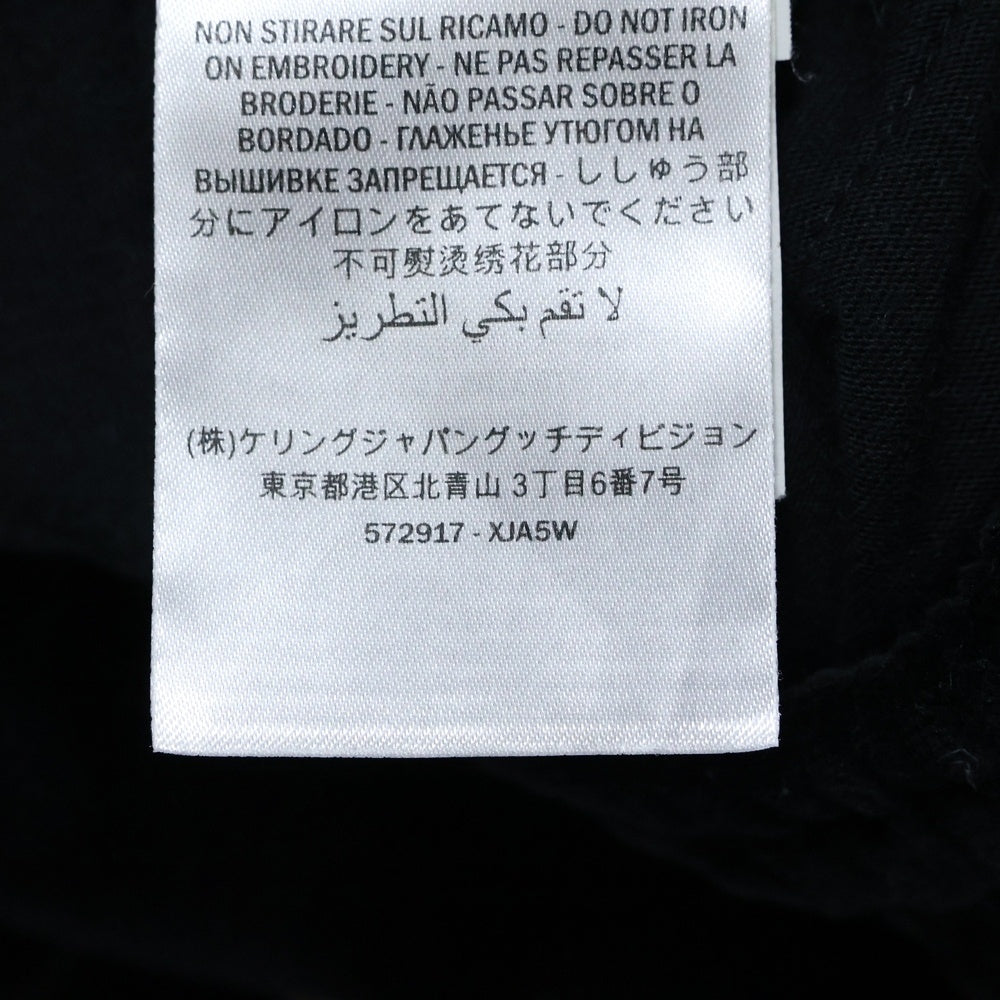 NON STIRARE SUL RICAMO - DO NOT IRON
ON EMBROIDERY - NE PAS REPASSER LA
BRODERIE - NÃO PASSAR SOBRE O
BORDADO - ГЛАЖЕНЬЕ УТЮГОМ НА
ВЫШИВКЕ ЗАПРЕЩАЕТСЯ - ししゅう部
分にアイロンをあてないでください
不可熨烫绣花部分
لا تقم بكي التطريز
(株)ケリングジャパングッチディビジョン
東京都港区北青山 3丁目6番7号
572917 - XJA5W